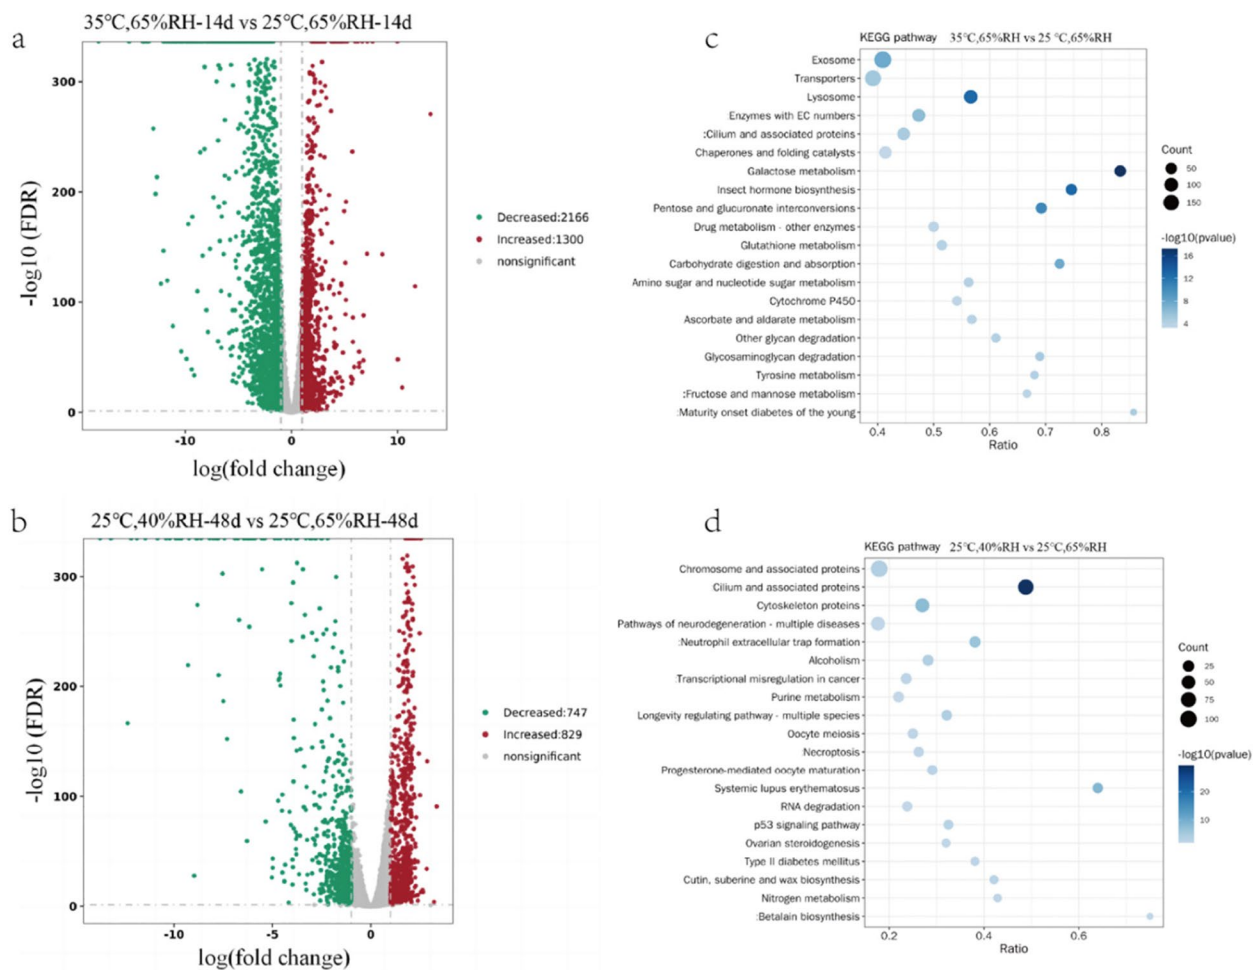 a
35℃,65%RH-14d vs 25℃,65%RH-14d
-log10 (FDR)
300
200
100
0
-10
0
10
log(fold change)
Decreased:2166
Increased:1300
nonsignificant
c
KEGG pathway 35℃,65%RH vs 25 ℃,65%RH
Exosome
Transporters
Lysosome
Enzymes with EC numbers
:Cilium and associated proteins
Chaperones and folding catalysts
Galactose metabolism
Insect hormone biosynthesis
Pentose and glucuronate interconversions
Drug metabolism - other enzymes
Glutathione metabolism
Carbohydrate digestion and absorption
Amino sugar and nucleotide sugar metabolism
Cytochrome P450
Ascorbate and aldarate metabolism
Other glycan degradation
Glycosaminoglycan degradation
Tyrosine metabolism
:Fructose and mannose metabolism
:Maturity onset diabetes of the young
0.4
0.5
0.6
0.7
0.8
Ratio
Count
50
100
150
-log10(pvalue)
16
12
8
4
b
25℃,40%RH-48d vs 25℃,65%RH-48d
-log10 (FDR)
300
200
100
0
-10
-5
0
log(fold change)
Decreased:747
Increased:829
nonsignificant
d
KEGG pathway 25℃,40%RH vs 25℃,65%RH
Chromosome and associated proteins
Cilium and associated proteins
Cytoskeleton proteins
Pathways of neurodegeneration - multiple diseases
:Neutrophil extracellular trap formation
Alcoholism
Transcriptional misregulation in cancer
Purine metabolism
Longevity regulating pathway - multiple species
Oocyte meiosis
Necroptosis
Progesterone-mediated oocyte maturation
Systemic lupus erythematosus
RNA degradation
p53 signaling pathway
Ovarian steroidogenesis
Type II diabetes mellitus
Cutin, suberine and wax biosynthesis
Nitrogen metabolism
:Betalain biosynthesis
0.2
0.4
0.6
Ratio
Count
25
50
75
100
-log10(pvalue)
20
10